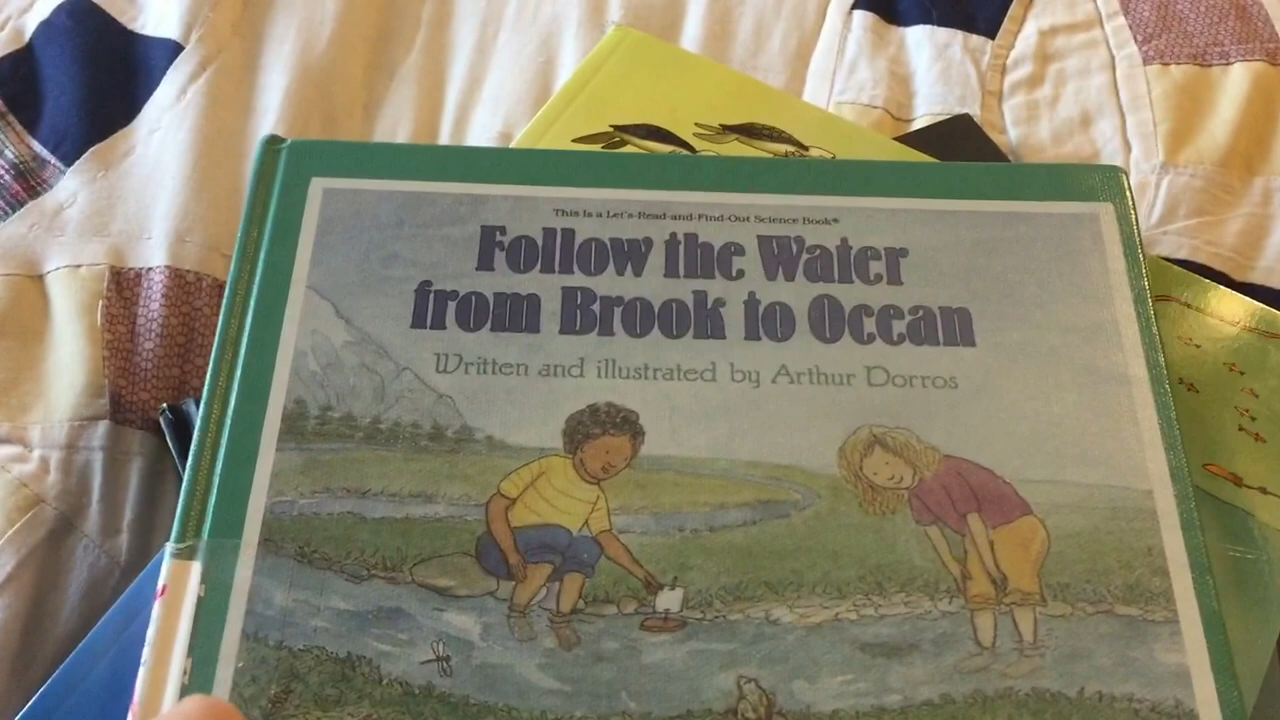 This Is a Let's-Read-and-Find-Out Science Book®
Follow the Water
from Brook to Ocean
Written and illustrated by Arthur Dorros